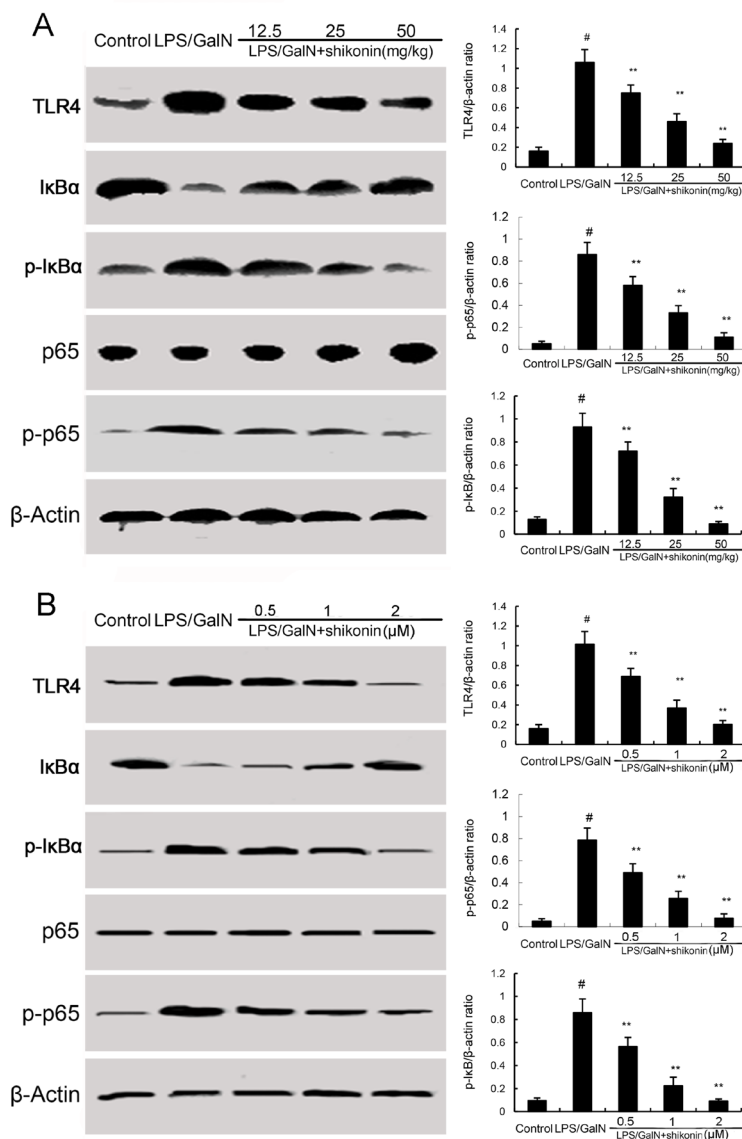 A
Control LPS/GalN 12.5 25 50
LPS/GalN+shikonin(mg/kg)
TLR4
IκBα
p-IκBα
p65
p-p65
β-Actin
TLR4/β-actin ratio
1.4
1.2
1
0.8
0.6
0.4
0.2
0
#
**
**
**
Control LPS/GalN 12.5 25 50
LPS/GalN+shikonin(mg/kg)
p-p65/β-actin ratio
1.2
1
0.8
0.6
0.4
0.2
0
#
**
**
**
Control LPS/GalN 12.5 25 50
LPS/GalN+shikonin(mg/kg)
p-IκB/β-actin ratio
1.2
1
0.8
0.6
0.4
0.2
0
#
**
**
**
Control LPS/GalN 12.5 25 50
LPS/GalN+shikonin(mg/kg)
B
Control LPS/GalN 0.5 1 2
LPS/GalN+shikonin(μM)
TLR4
IκBα
p-IκBα
p65
p-p65
β-Actin
TLR4/β-actin ratio
1.4
1.2
1
0.8
0.6
0.4
0.2
0
#
**
**
**
Control LPS/GalN 0.5 1 2
LPS/GalN+shikonin(μM)
p-p65/β-actin ratio
1.2
1
0.8
0.6
0.4
0.2
0
#
**
**
**
Control LPS/GalN 0.5 1 2
LPS/GalN+shikonin(μM)
p-IκB/β-actin ratio
1.2
1
0.8
0.6
0.4
0.2
0
#
**
**
**
Control LPS/GalN 0.5 1 2
LPS/GalN+shikonin(μM)